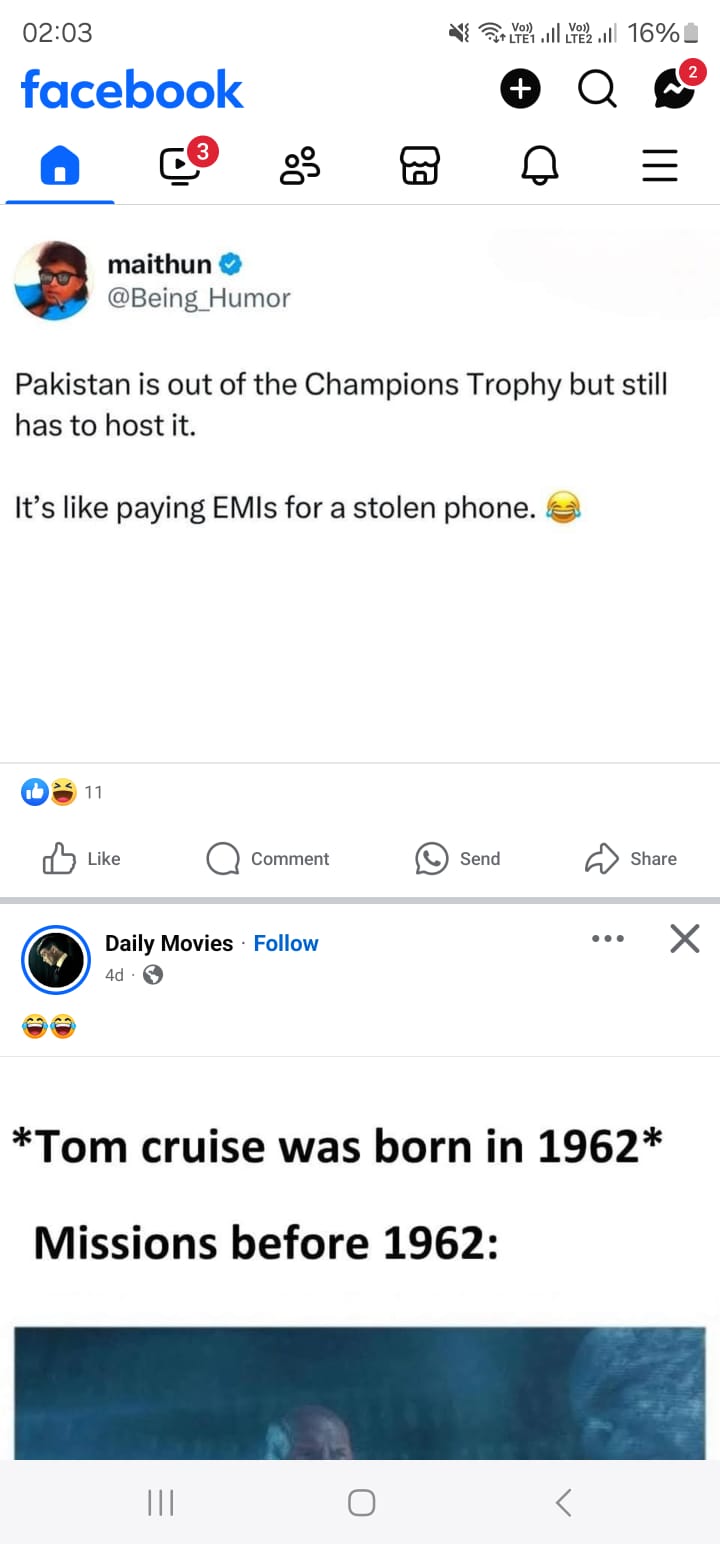 02:03
Vo)) LTE1 Vo)) LTE2 16%
facebook
2
3
maithun
@Being_Humor
Pakistan is out of the Champions Trophy but still
has to host it.
It’s like paying EMIs for a stolen phone. 😂
11
Like Comment Send Share
Daily Movies · Follow
4d ·
😂😂
*Tom cruise was born in 1962*
Missions before 1962: